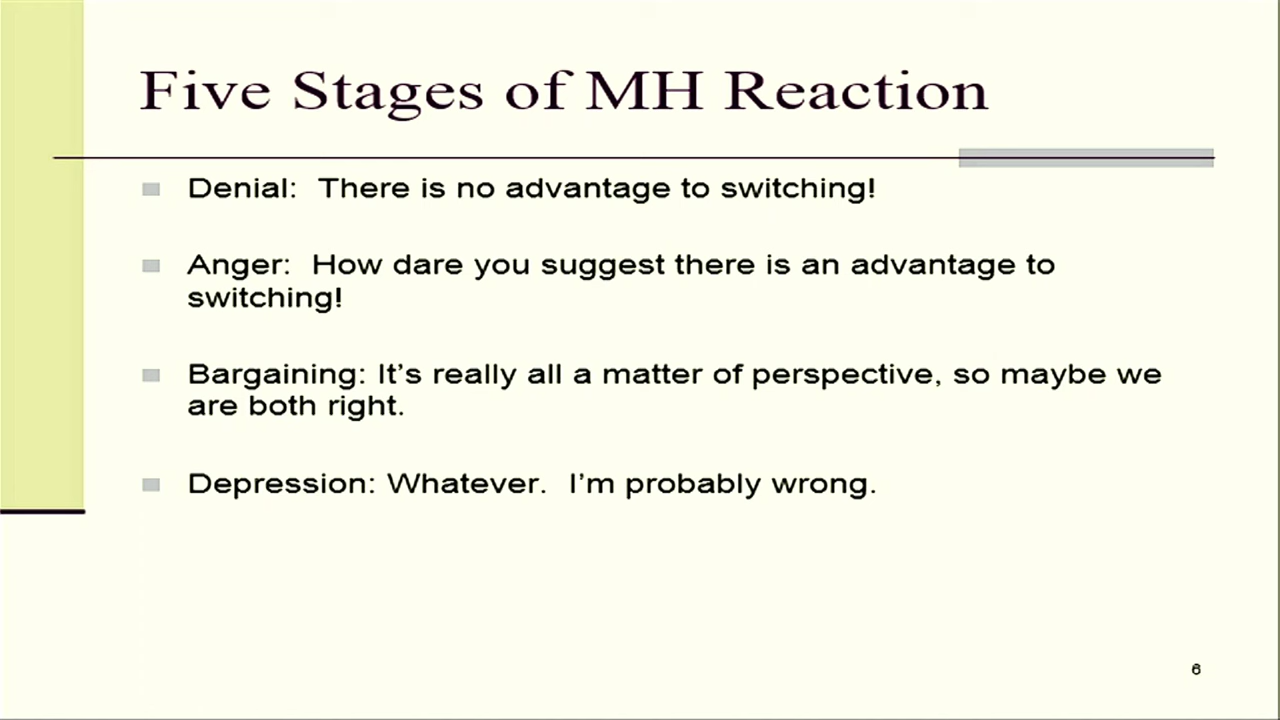 Five Stages of MH Reaction
Denial:  There is no advantage to switching!
Anger:  How dare you suggest there is an advantage to
switching!
Bargaining: It’s really all a matter of perspective, so maybe we
are both right.
Depression: Whatever.  I’m probably wrong.
6